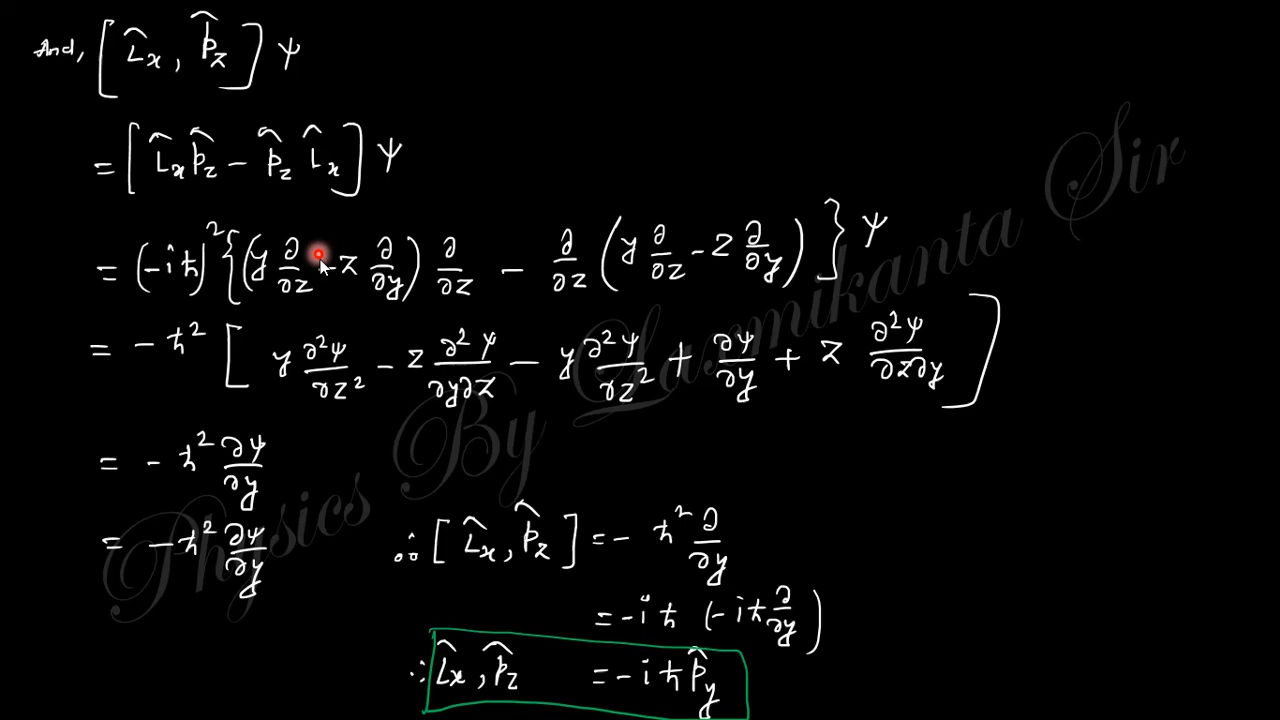 And, [L̂x, p̂z] ψ
= [L̂x p̂z − p̂z L̂x] ψ
= (−iħ)² {(y ∂/∂z − z ∂/∂y) ∂/∂z − ∂/∂z (y ∂/∂z − z ∂/∂y)} ψ
= −ħ² [y ∂²ψ/∂z² − z ∂²ψ/∂y∂z − y ∂²ψ/∂z² + ∂ψ/∂y + z ∂²ψ/∂z∂y]
= −ħ² ∂ψ/∂y
= −ħ² ∂ψ/∂y
∴ [L̂x, p̂z] = −ħ² ∂/∂y
= −iħ (−iħ ∂/∂y)
∴ L̂x, p̂z = −iħ p̂y
Physics By Laxmikanta Sir